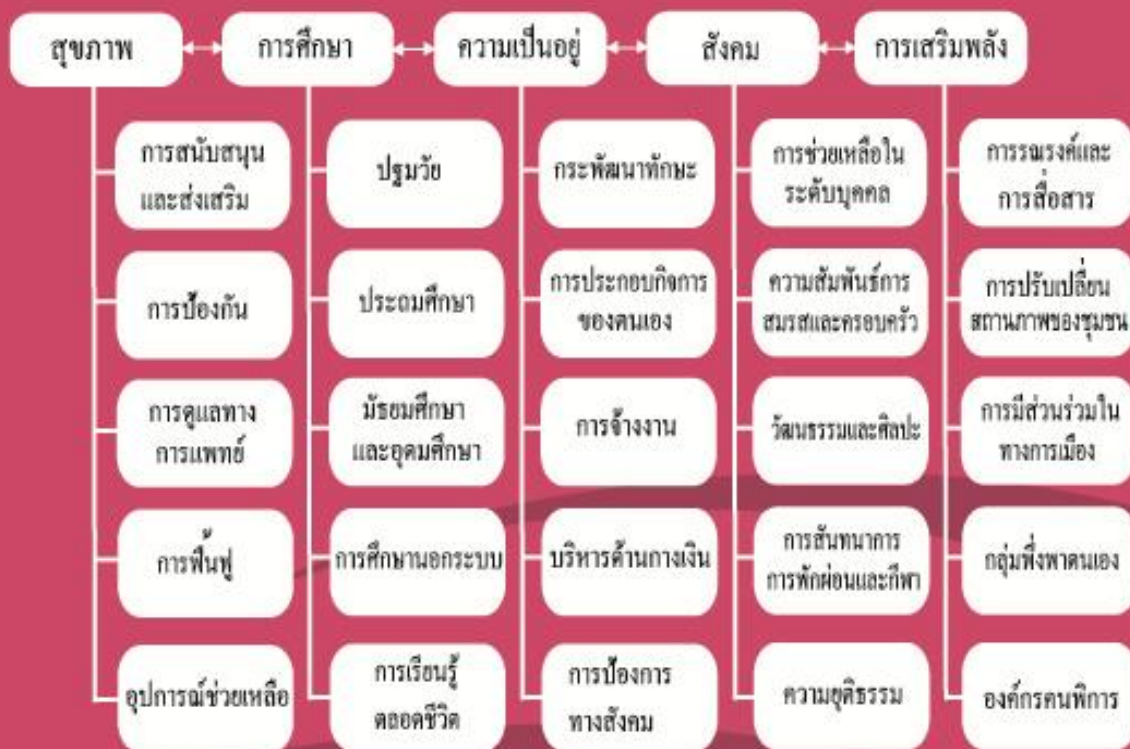 สุขภาพ
การศึกษา
ความเป็นอยู่
สังคม
การเสริมพลัง
การสนับสนุน
และส่งเสริม
การป้องกัน
การดูแลทาง
การแพทย์
การฟื้นฟู
อุปการณ์ช่วยเหลือ
ปฐมวัย
ประถมศึกษา
มัธยมศึกษา
และอุดมศึกษา
การศึกษานอกระบบ
การเรียนรู้
ตลอดชีวิต
กระพัฒนาทักษะ
การประกอบกิจการ
ของตนเอง
การจ้างงาน
บริหารด้านกางเงิน
การป้องการ
ทางสังคม
การช่วยเหลือใน
ระดับบุคคล
ความสัมพันธ์การ
สมรสและครอบครัว
วัฒนธรรมและศิลปะ
การสันทนาการ
การพักผ่อนและกีฬา
ความยุติธรรม
การรณรงค์และ
การสื่อสาร
การปรับเปลี่ยน
สถานภาพของชุมชน
การมีส่วนร่วมใน
ทางการเมือง
กลุ่มพึ่งพาตนเอง
องค์กรคนพิการ